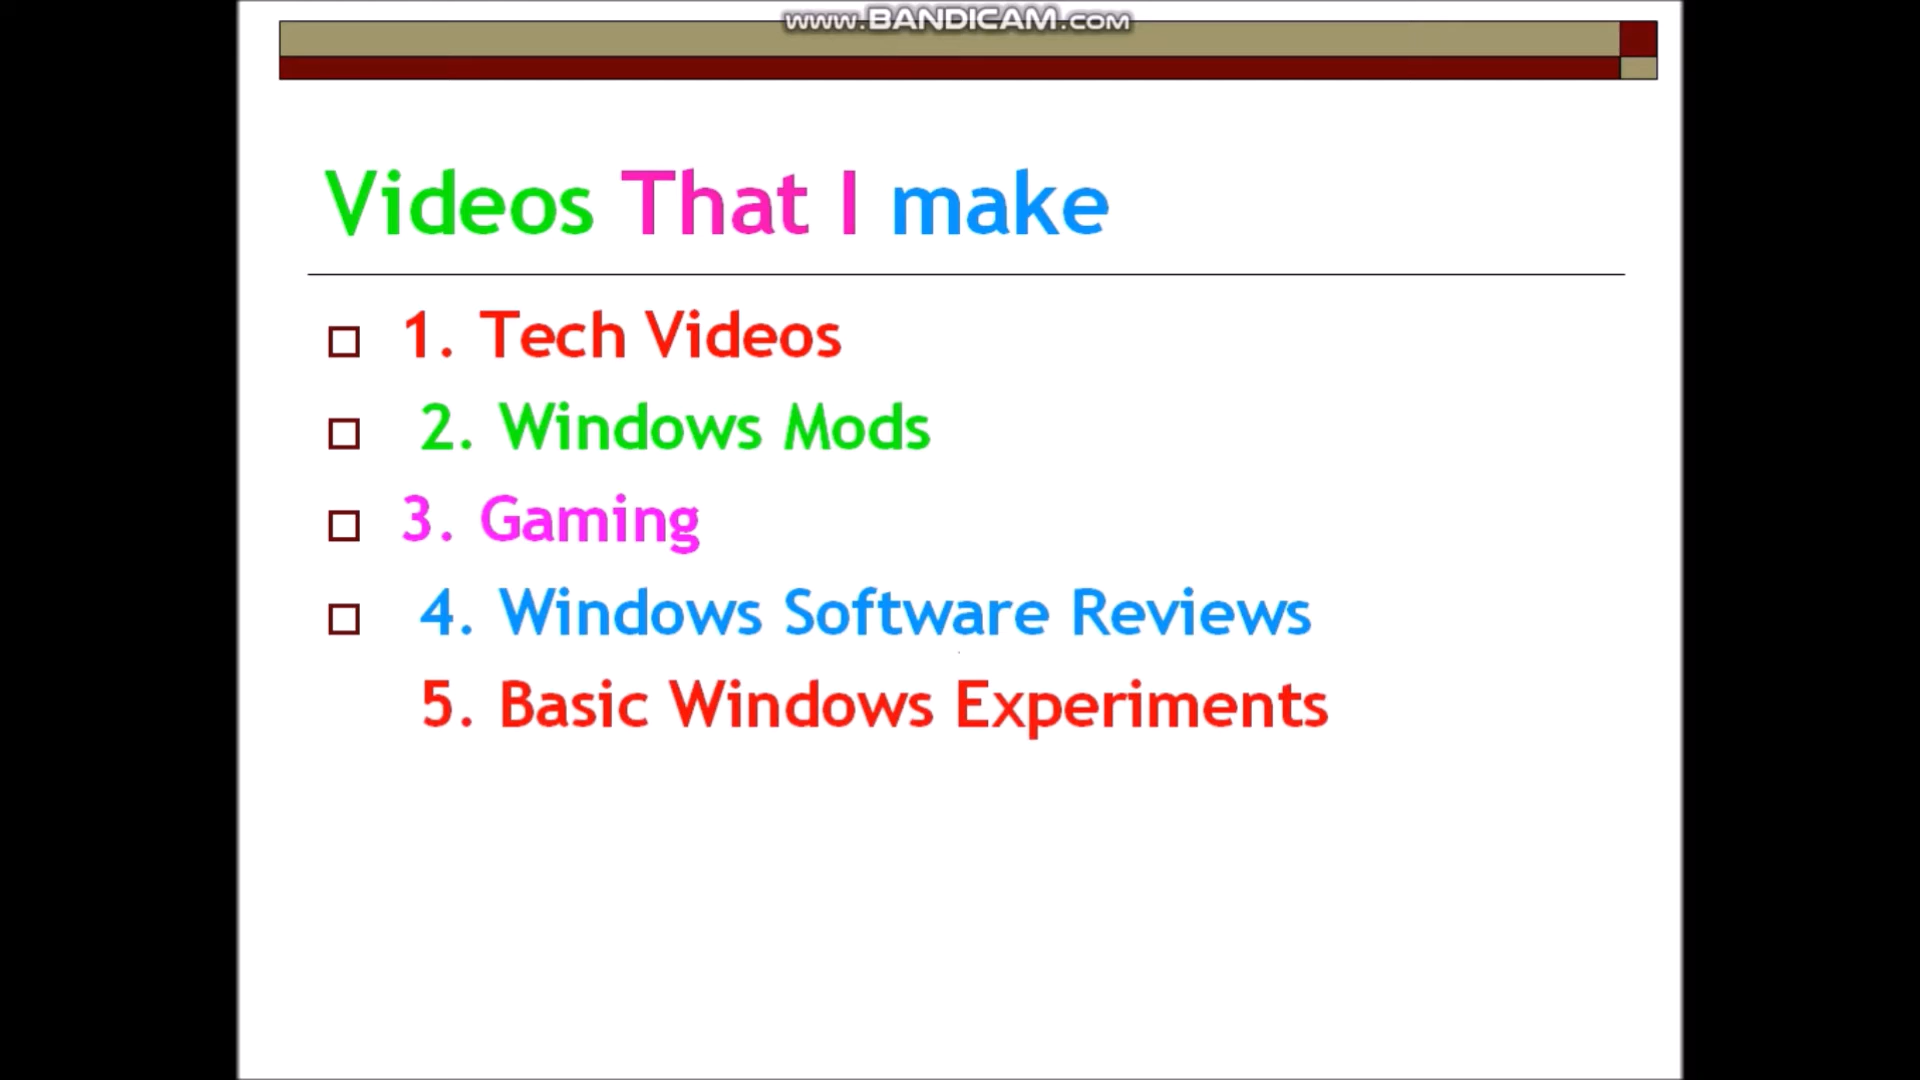 www.BANDICAM.com
Videos That I make
1. Tech Videos
2. Windows Mods
3. Gaming
4. Windows Software Reviews
5. Basic Windows Experiments